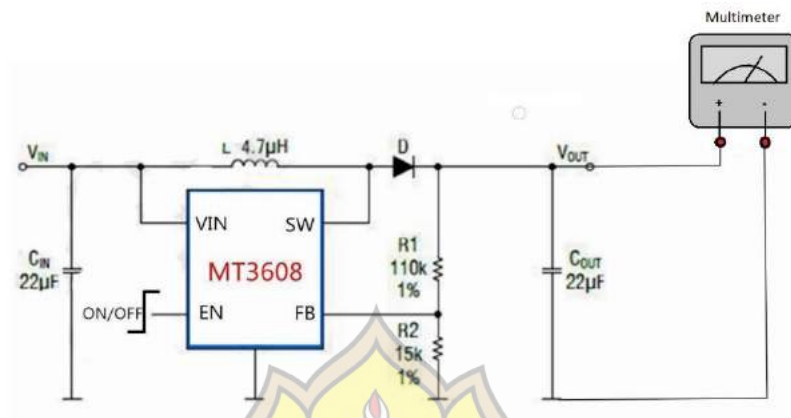 Multimeter
+ -
VIN
L 4.7µH
D
VOUT
VIN
SW
MT3608
CIN
22µF
R1
110k
1%
COUT
22µF
ON/OFF
EN
FB
R2
15k
1%